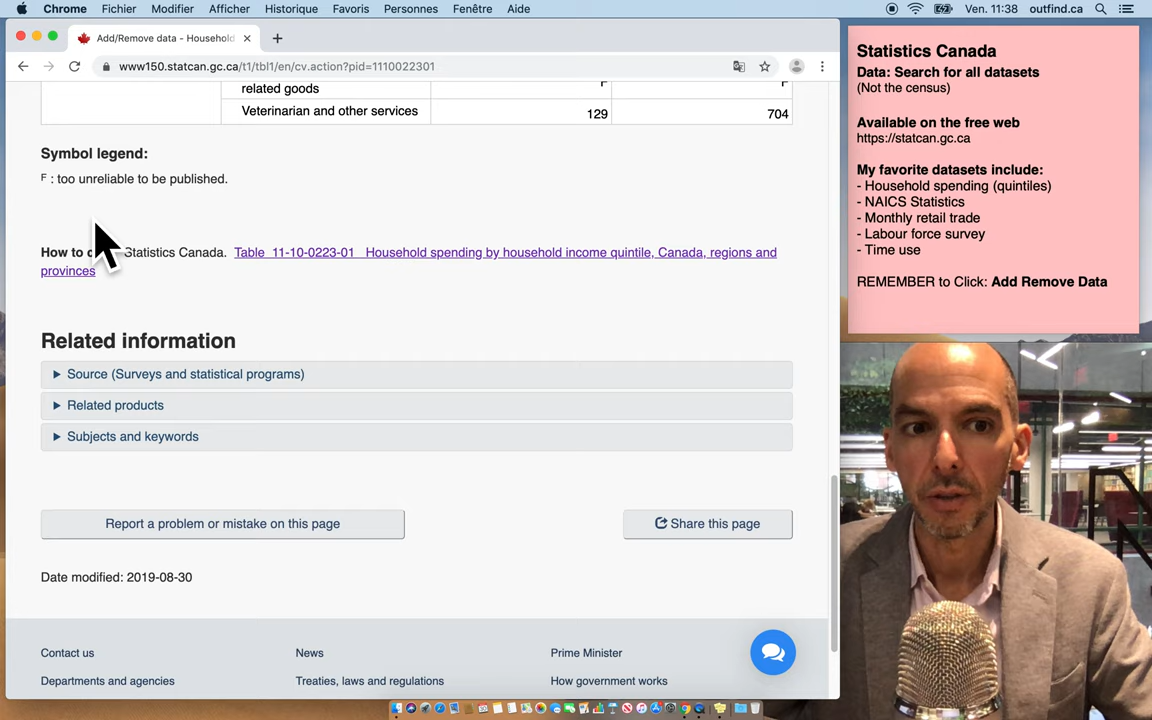 Chrome Fichier Modifier Afficher Historique Favoris Personnes Fenêtre Aide Ven. 11:38 outfind.ca
Add/Remove data - Household
www150.statcan.gc.ca/t1/tbl1/en/cv.action?pid=1110022301
related goods F F
Veterinarian and other services 129 704
Symbol legend:
F : too unreliable to be published.
How to Statistics Canada. Table 11-10-0223-01 Household spending by household income quintile, Canada, regions and
provinces
Related information
Source (Surveys and statistical programs)
Related products
Subjects and keywords
Report a problem or mistake on this page
Share this page
Date modified: 2019-08-30
Contact us News Prime Minister
Departments and agencies Treaties, laws and regulations How government works
Statistics Canada
Data: Search for all datasets
(Not the census)
Available on the free web
https://statcan.gc.ca
My favorite datasets include:
- Household spending (quintiles)
- NAICS Statistics
- Monthly retail trade
- Labour force survey
- Time use
REMEMBER to Click: Add Remove Data